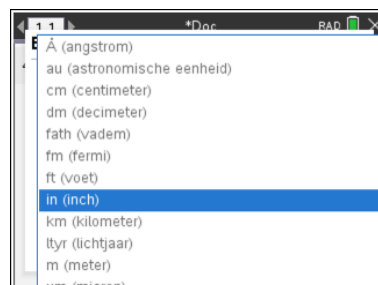 1.1 *Doc RAD
Å (angstrom)
au (astronomische eenheid)
cm (centimeter)
dm (decimeter)
fath (vadem)
fm (fermi)
ft (voet)
in (inch)
km (kilometer)
ltyr (lichtjaar)
m (meter)